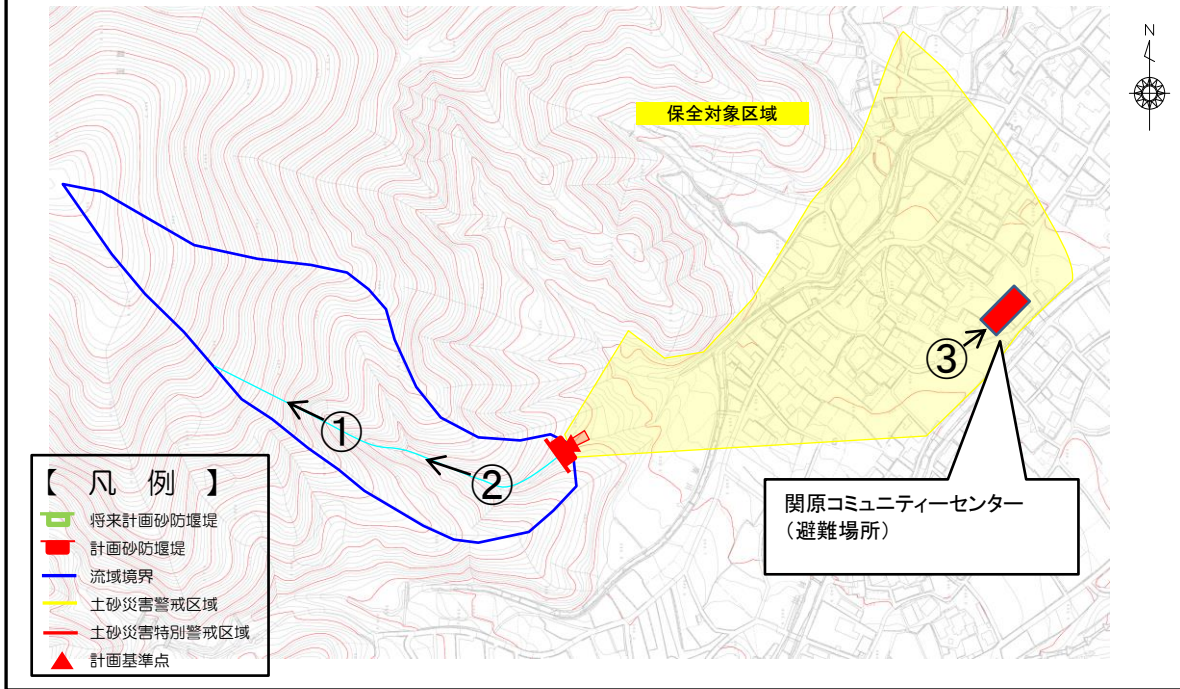 N
保全対象区域
③
①
②
関原コミュニティーセンター
（避難場所）
【 凡 例 】
将来計画砂防堰堤
計画砂防堰堤
流域境界
土砂災害警戒区域
土砂災害特別警戒区域
計画基準点